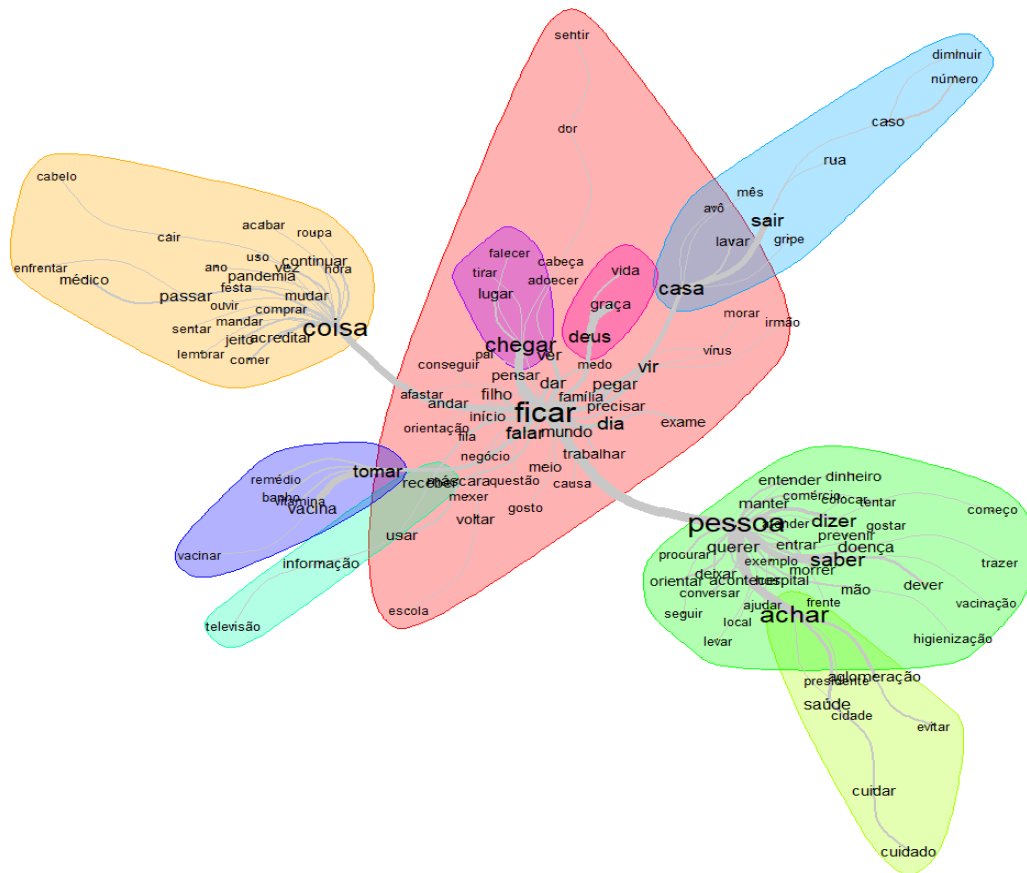 sentir
diminuir
número
caso
dor
rua
cabelo
mês
avô
sair
acabar
roupa
cair
lavar
gripe
falecer
uso
continuar
cabeça
enfrentar
ano
vez
hora
tirar
vida
médico
pandemia
adoecer
festa
lugar
casa
passar
mudar
graça
ouvir
comprar
morar
mandar
irmão
sentar
coisa
deus
jeito
acreditar
chegar
lembrar
pai
ver
vírus
comer
conseguir
medo
vir
pensar
dar
pegar
afastar
filho
família
andar
precisar
início
ficar
exame
orientação
fila
falar
mundo
dia
negócio
trabalhar
tomar
meio
remédio
receber
máscara
questão
causa
banho
mexer
vitamina
vacina
gosto
voltar
usar
vacinar
informação
escola
televisão
entender
dinheiro
comércio
manter
colocar
tentar
começo
pessoa
atender
dizer
gostar
prevenir
querer
entrar
doença
procurar
exemplo
saber
trazer
deixar
morrer
orientar
acontecer
hospital
mão
dever
conversar
ajudar
frente
vacinação
seguir
achar
local
levar
higienização
presidente
aglomeração
saúde
cidade
evitar
cuidar
cuidado